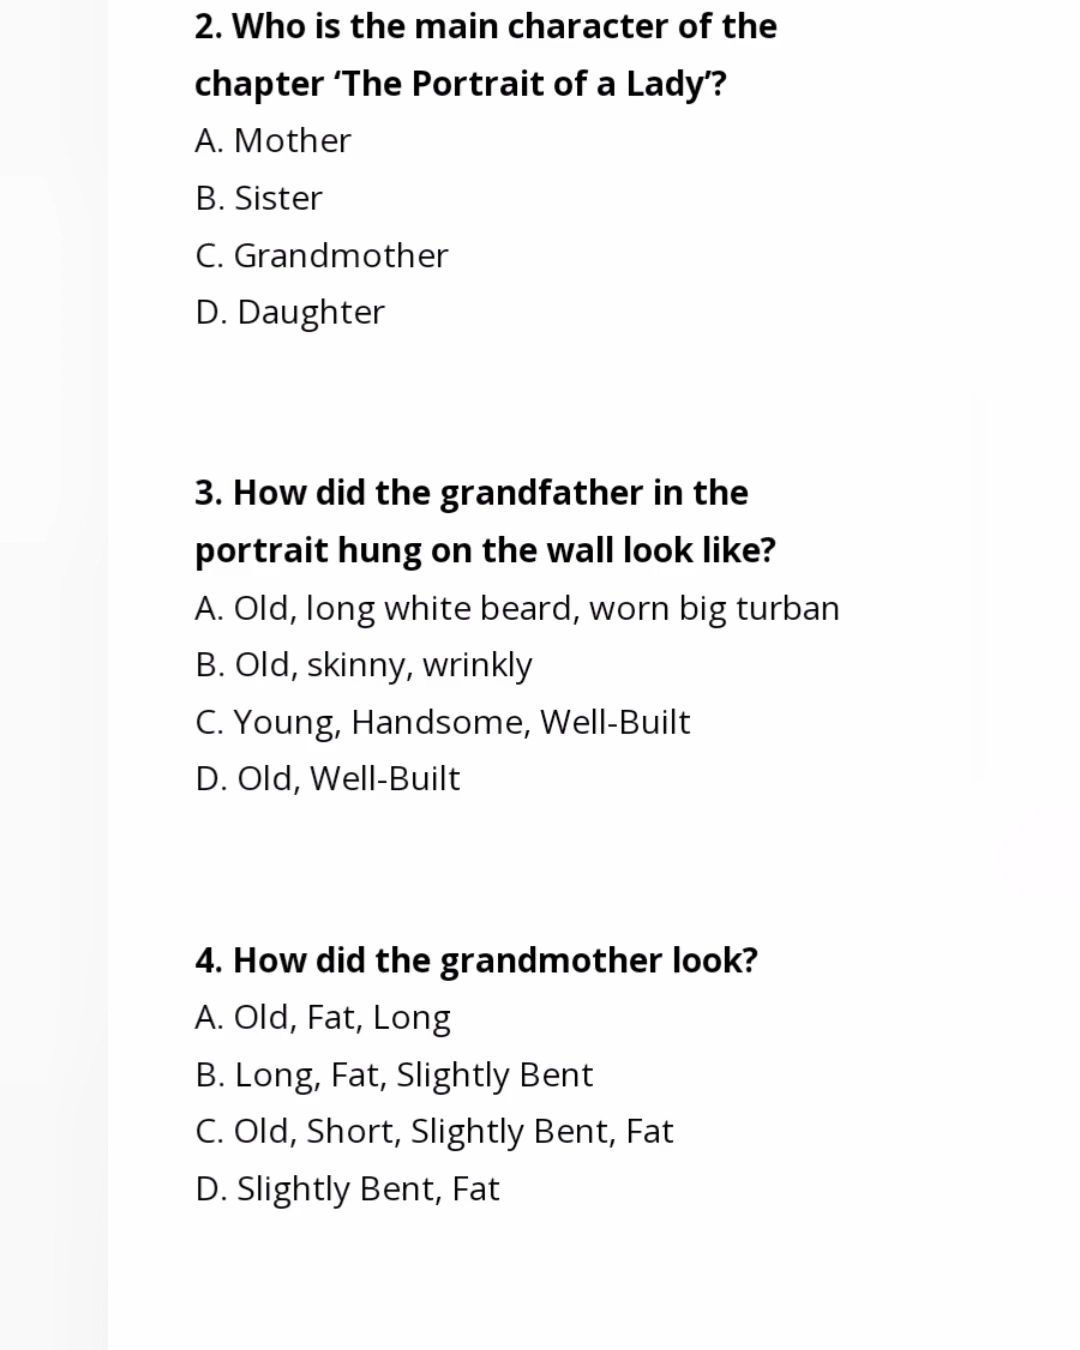 2. Who is the main character of the
chapter ‘The Portrait of a Lady’?
A. Mother
B. Sister
C. Grandmother
D. Daughter
3. How did the grandfather in the
portrait hung on the wall look like?
A. Old, long white beard, worn big turban
B. Old, skinny, wrinkly
C. Young, Handsome, Well-Built
D. Old, Well-Built
4. How did the grandmother look?
A. Old, Fat, Long
B. Long, Fat, Slightly Bent
C. Old, Short, Slightly Bent, Fat
D. Slightly Bent, Fat